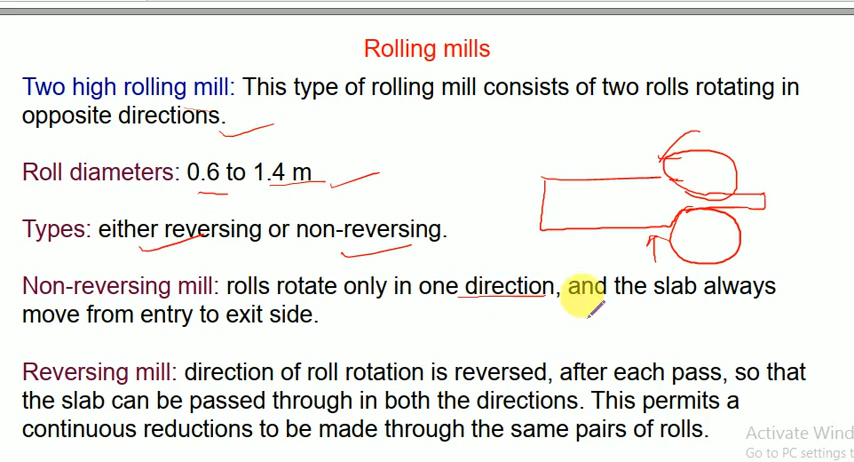 Rolling mills
Two high rolling mill: This type of rolling mill consists of two rolls rotating in
opposite directions.
Roll diameters: 0.6 to 1.4 m
Types: either reversing or non-reversing.
Non-reversing mill: rolls rotate only in one direction, and the slab always
move from entry to exit side.
Reversing mill: direction of roll rotation is reversed, after each pass, so that
the slab can be passed through in both the directions. This permits a
continuous reductions to be made through the same pairs of rolls.
Activate Wind
Go to PC settings t